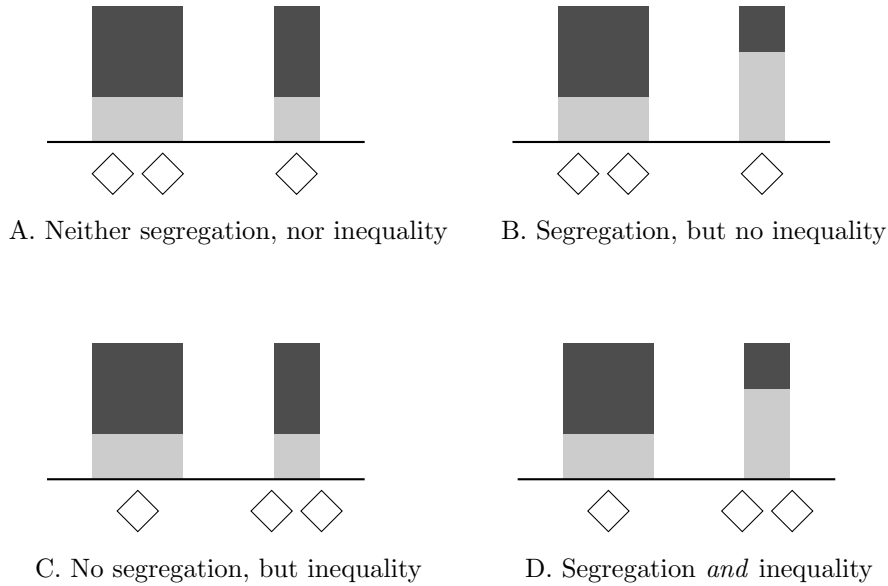 A. Neither segregation, nor inequality
B. Segregation, but no inequality
C. No segregation, but inequality
D. Segregation and inequality